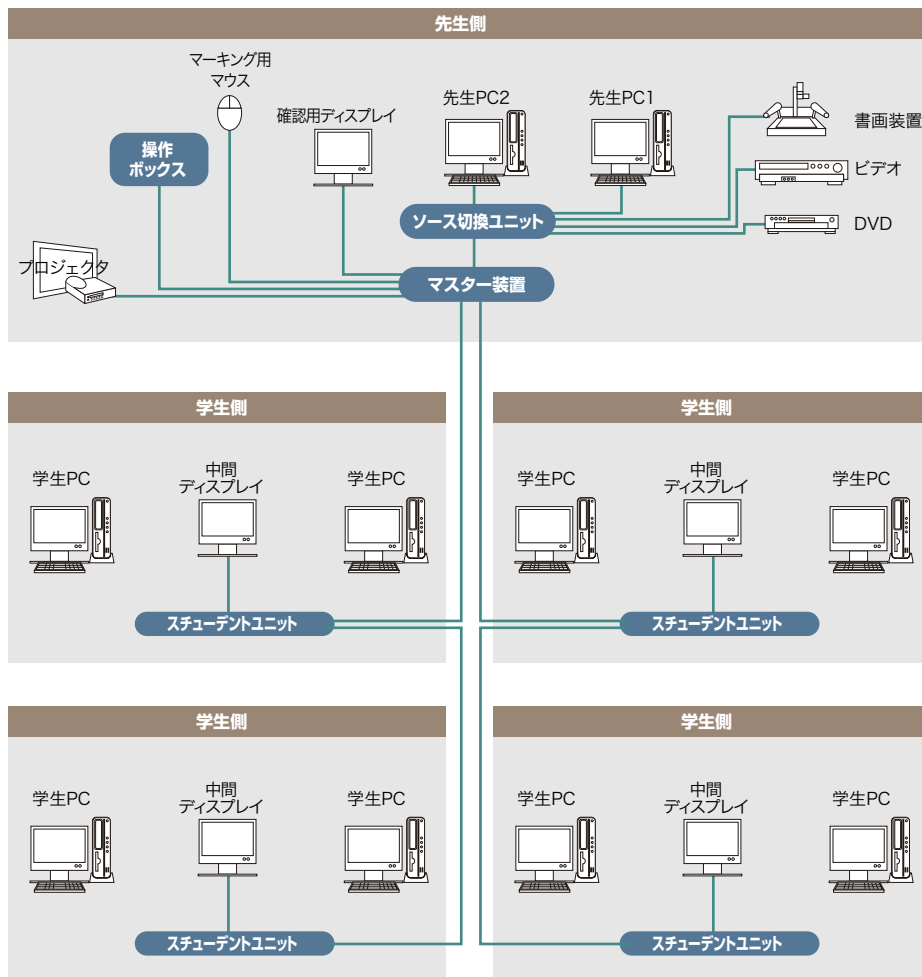 先生側
マーキング用
マウス
操作
ボックス
確認用ディスプレイ
先生PC2
先生PC1
書画装置
ビデオ
DVD
ソース切換ユニット
プロジェクタ
マスター装置
学生側
学生PC
中間
ディスプレイ
学生PC
スチューデントユニット
学生側
学生PC
中間
ディスプレイ
学生PC
スチューデントユニット
学生側
学生PC
中間
ディスプレイ
学生PC
スチューデントユニット
学生側
学生PC
中間
ディスプレイ
学生PC
スチューデントユニット